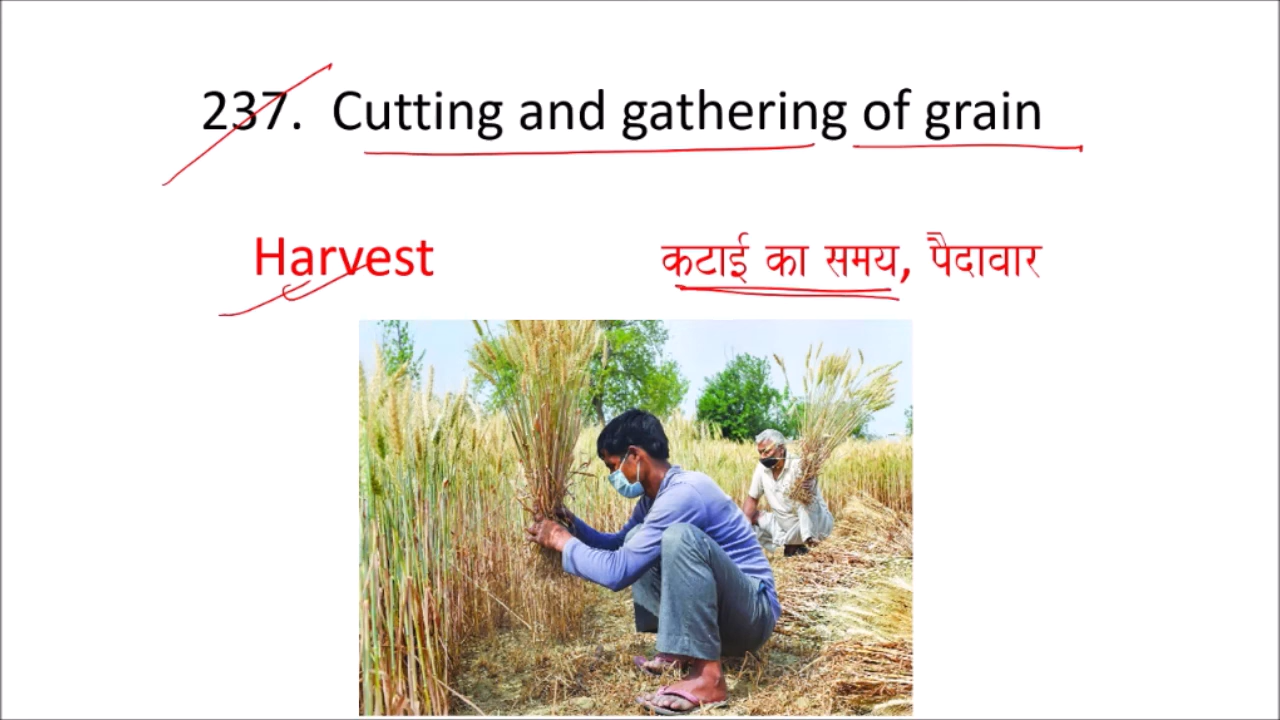 237. Cutting and gathering of grain
Harvest कटाई का समय, पैदावार